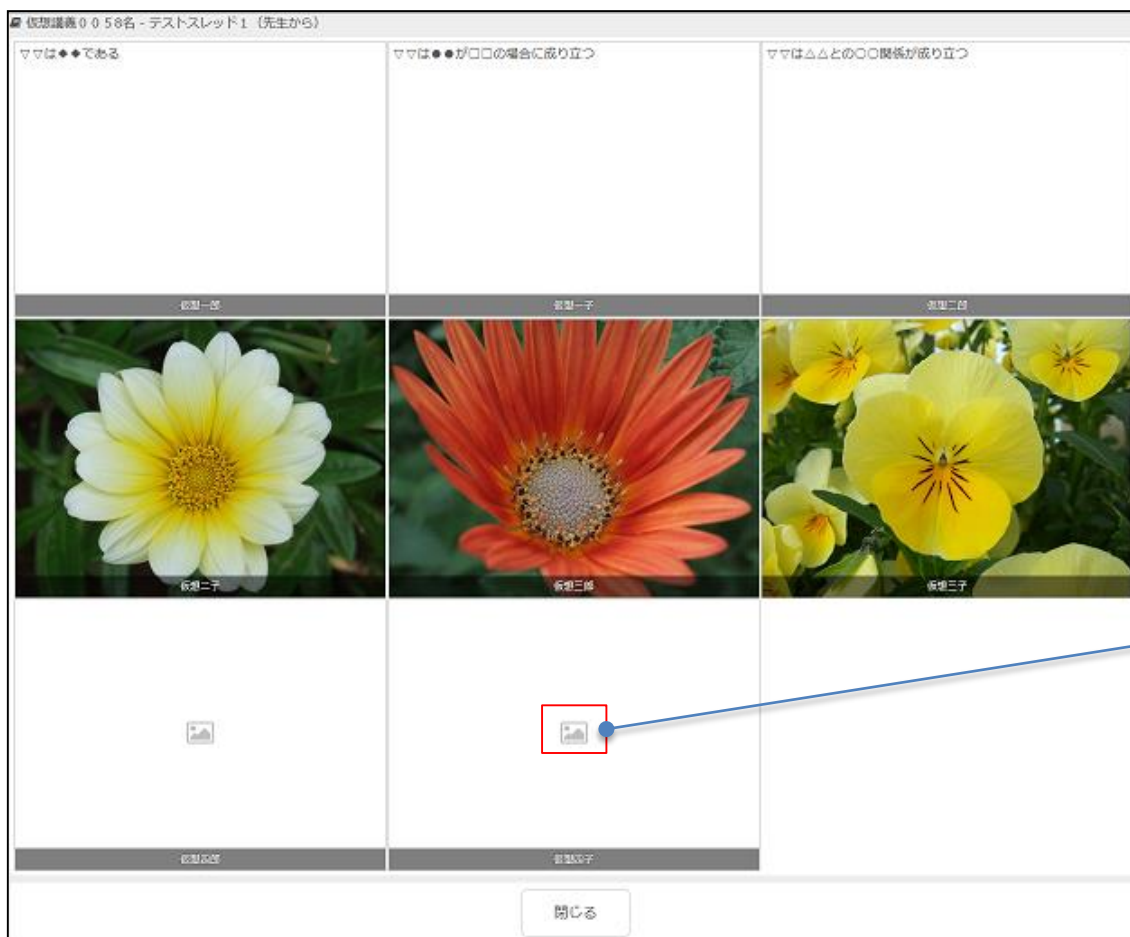 仮想講義００５８名 - テストスレッド１（先生から）
▽▽は◆◆である
▽▽は●●が□□の場合に成り立つ
▽▽は△△との○○関係が成り立つ
仮想一郎
仮想一子
仮想二郎
仮想二子
仮想三郎
仮想三子
仮想四郎
仮想四子
閉じる